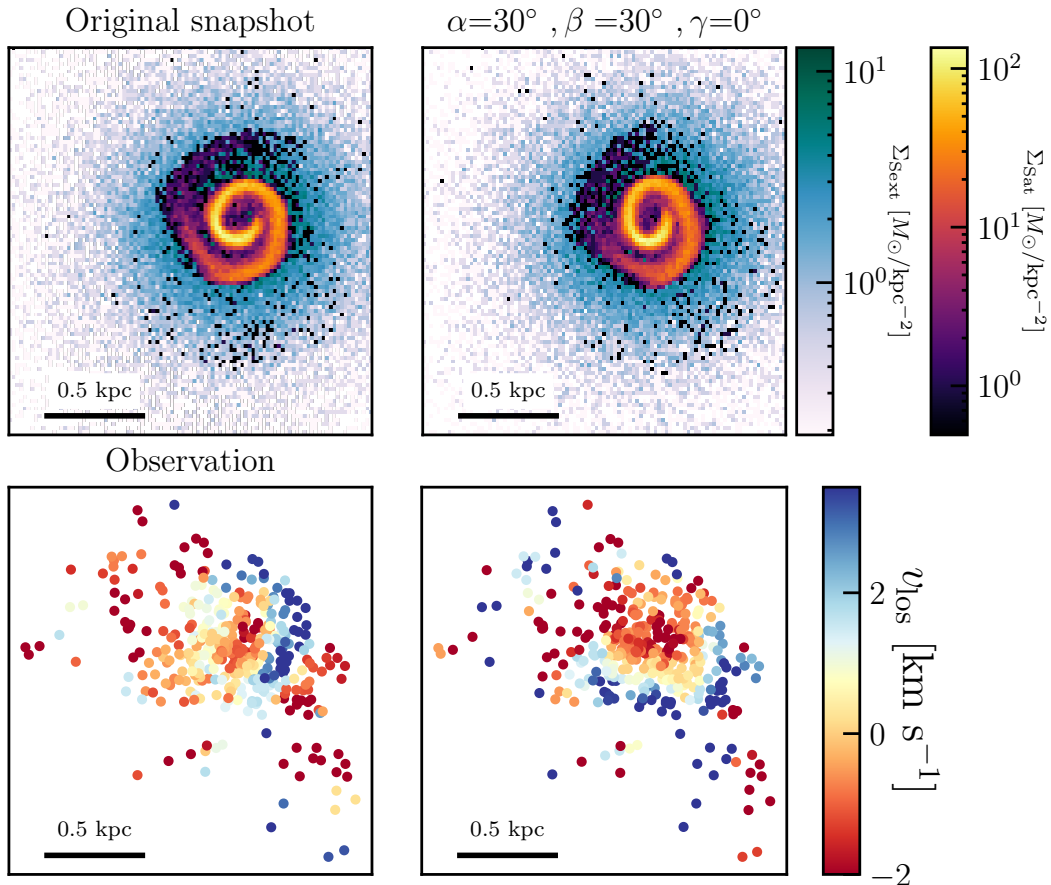 Original snapshot
α=30° , β =30° , γ=0°
0.5 kpc
0.5 kpc
10¹
10⁰
Σ_Sext [M_⊙/kpc⁻²]
10²
10¹
10⁰
Σ_Sat [M_⊙/kpc⁻²]
Observation
0.5 kpc
0.5 kpc
2
0
−2
v_los [km s⁻¹]